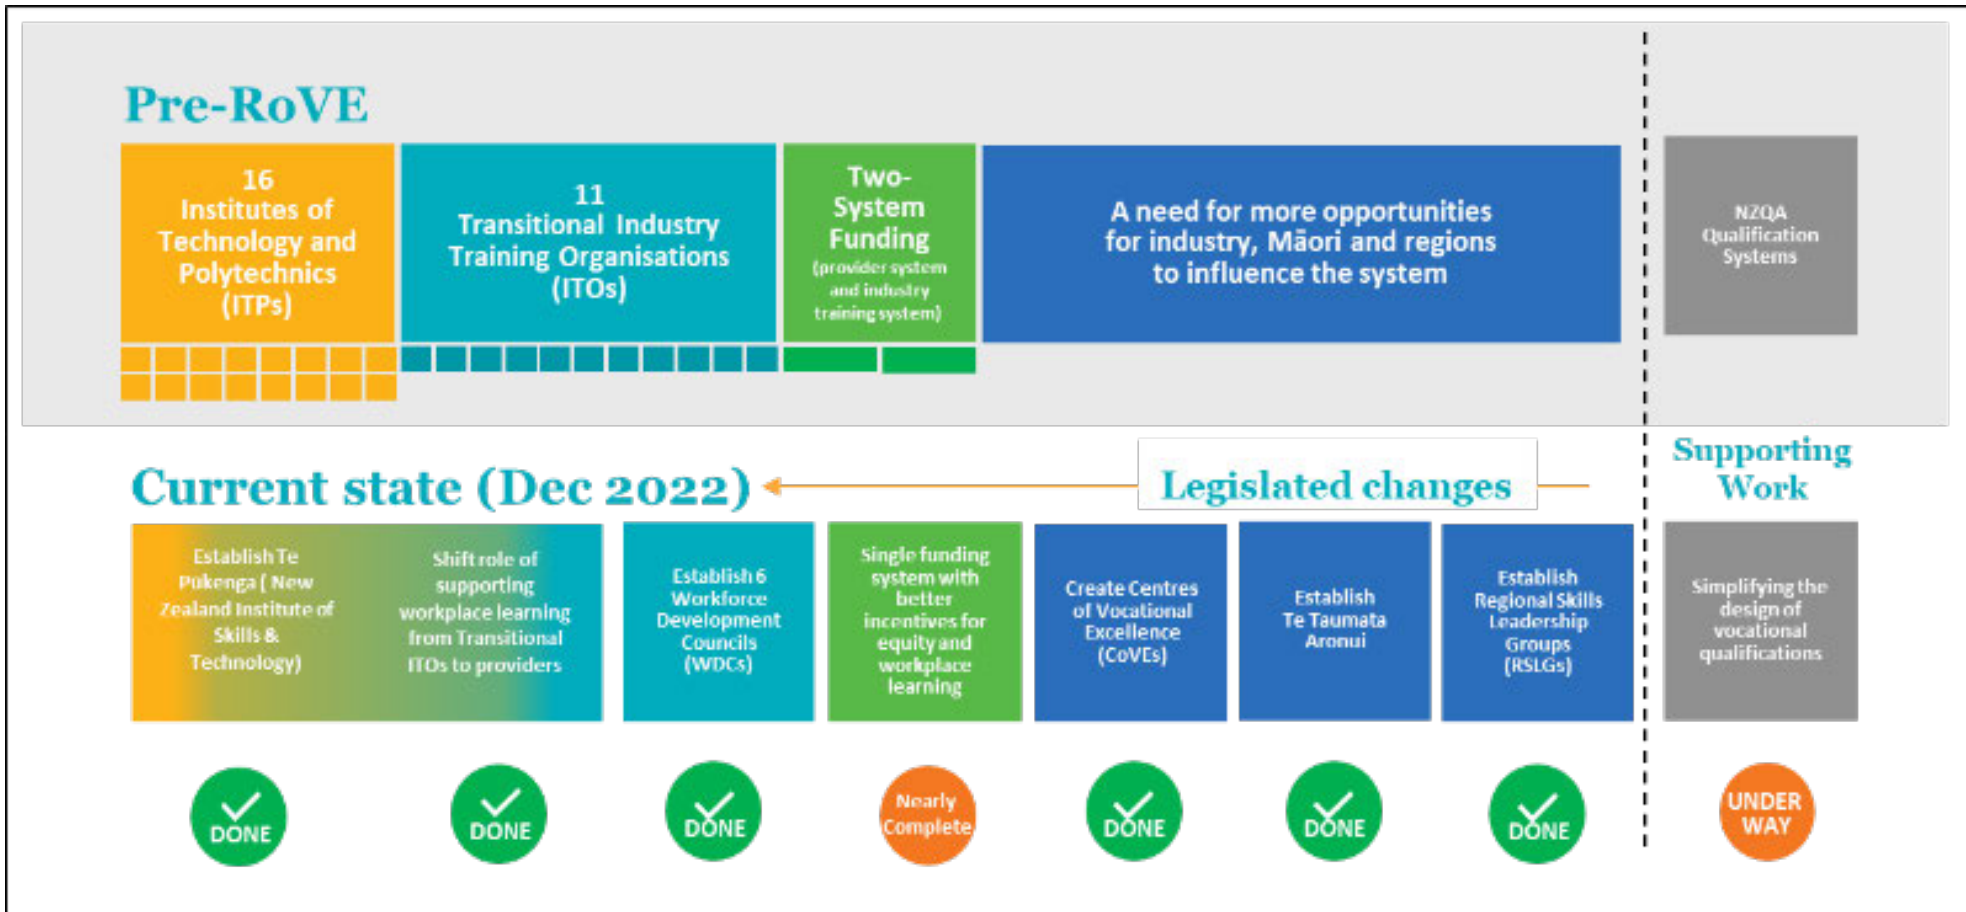 Pre-RoVE
16
Institutes of
Technology and
Polytechnics
(ITPs)
11
Transitional Industry
Training Organisations
(ITOs)
Two-
System
Funding
(provider system
and industry
training system)
A need for more opportunities
for industry, Māori and regions
to influence the system
NZQA
Qualification
Systems
Current state (Dec 2022)
Legislated changes
Supporting
Work
Establish Te
Pūkenga ( New
Zealand Institute of
Skills &
Technology)
Shift role of
supporting
workplace learning
from Transitional
ITOs to providers
Establish 6
Workforce
Development
Councils
(WDCs)
Single funding
system with
better
incentives for
equity and
workplace
learning
Create Centres
of Vocational
Excellence
(CoVEs)
Establish
Te Taumata
Aronui
Establish
Regional Skills
Leadership
Groups
(RSLGs)
Simplifying the
design of
vocational
qualifications
DONE
DONE
DONE
Nearly
Complete
DONE
DONE
DONE
UNDER
WAY